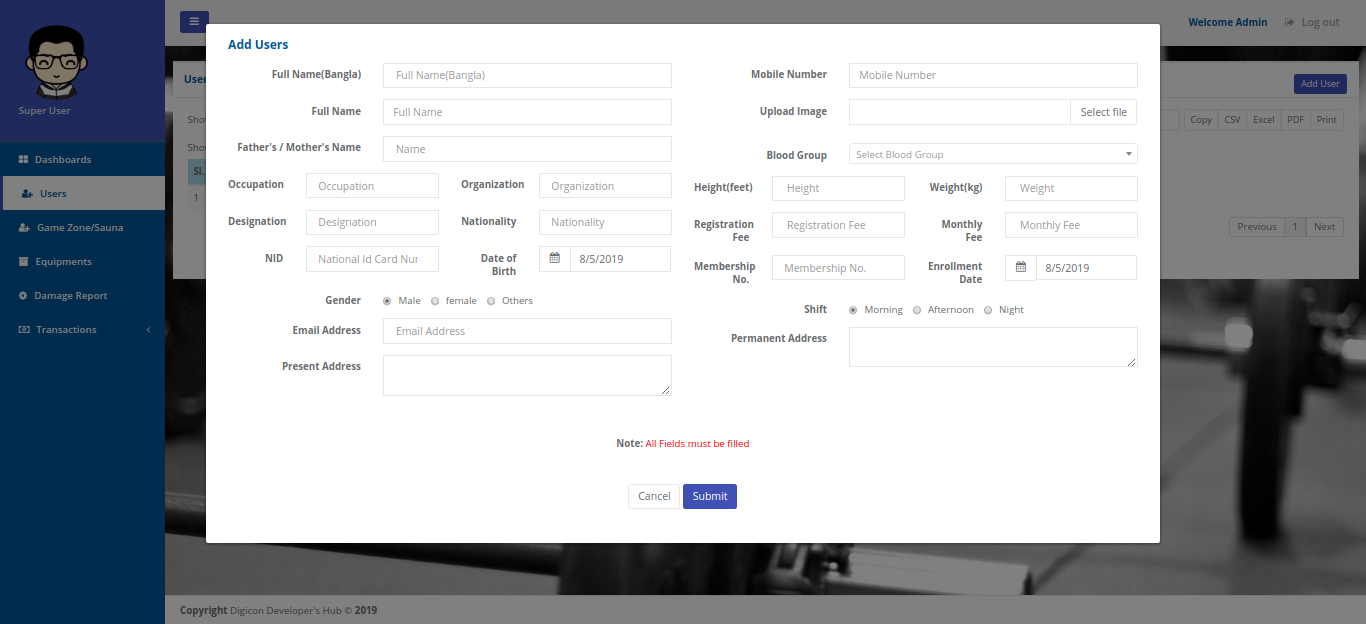 Welcome Admin
Log out
Super User
Dashboards
Users
Game Zone/Sauna
Equipments
Damage Report
Transactions
User
Add User
Copy CSV Excel PDF Print
Sl.
1
Previous 1 Next
Add Users
Full Name(Bangla) Full Name(Bangla)
Mobile Number Mobile Number
Full Name Full Name
Upload Image Select file
Father's / Mother's Name Name
Blood Group Select Blood Group
Occupation Occupation Organization Organization
Height(feet) Height Weight(kg) Weight
Designation Designation Nationality Nationality
Registration Fee Registration Fee Monthly Fee Monthly Fee
NID National Id Card Nur Date of Birth 8/5/2019
Membership No. Membership No. Enrollment Date 8/5/2019
Gender Male female Others
Shift Morning Afternoon Night
Email Address Email Address
Permanent Address
Present Address
Note: All Fields must be filled
Cancel Submit
Copyright Digicon Developer's Hub © 2019